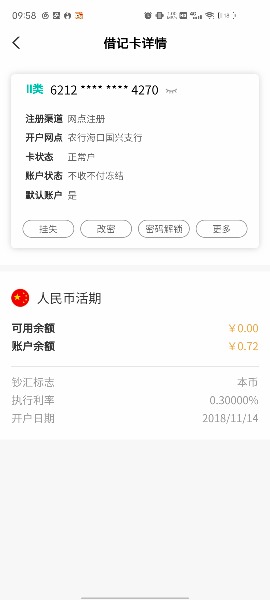 09:58
借记卡详情
II类 6212 **** **** 4270
注册渠道 网点注册
开户网点 农行海口国兴支行
卡状态 正常户
账户状态 不收不付冻结
默认账户 是
挂失 改密 密码解锁 更多
人民币活期
可用余额 ￥0.00
账户余额 ￥0.72
钞汇标志 本币
执行利率 0.30000%
开户日期 2018/11/14